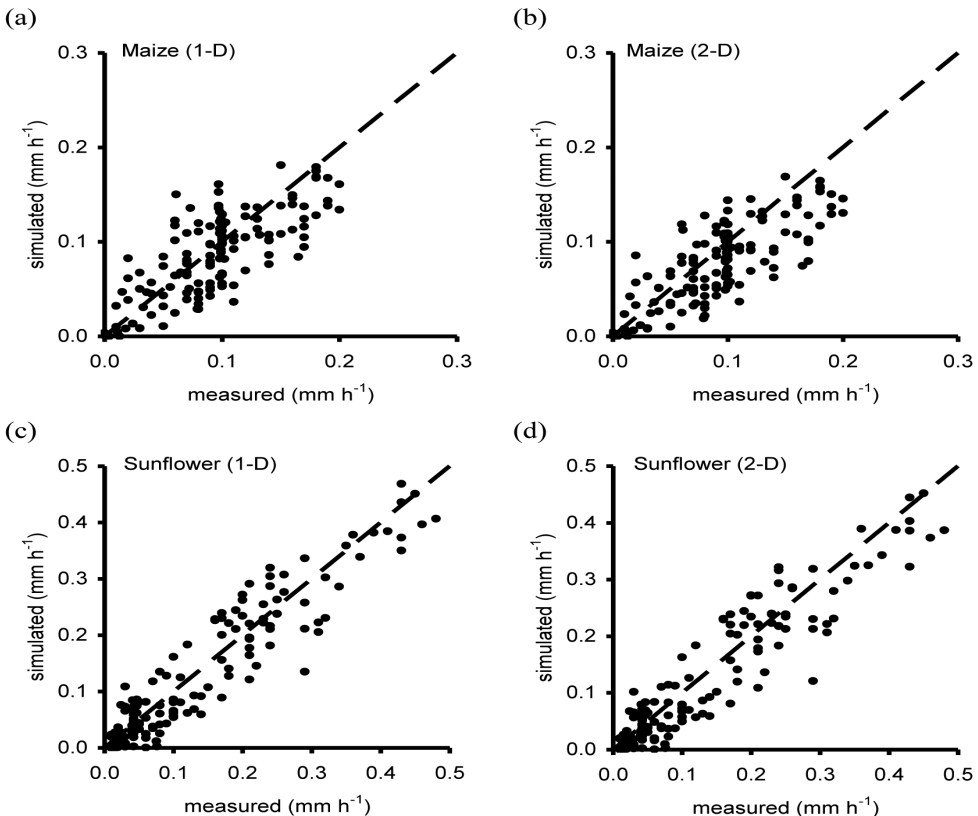 (a)
Maize (1-D)
0.3
0.2
0.1
0.0
simulated (mm h⁻¹)
0.0 0.1 0.2 0.3
measured (mm h⁻¹)
(b)
Maize (2-D)
0.3
0.2
0.1
0.0
simulated (mm h⁻¹)
0.0 0.1 0.2 0.3
measured (mm h⁻¹)
(c)
Sunflower (1-D)
0.5
0.4
0.3
0.2
0.1
0.0
simulated (mm h⁻¹)
0.0 0.1 0.2 0.3 0.4 0.5
measured (mm h⁻¹)
(d)
Sunflower (2-D)
0.5
0.4
0.3
0.2
0.1
0.0
simulated (mm h⁻¹)
0.0 0.1 0.2 0.3 0.4 0.5
measured (mm h⁻¹)